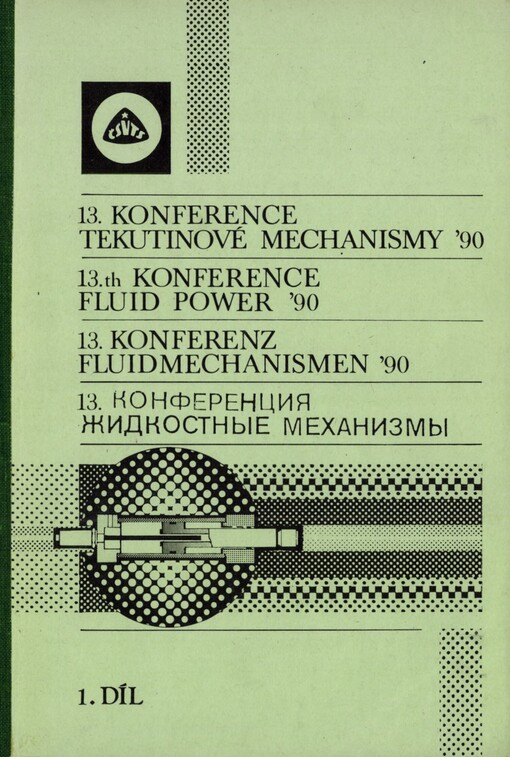 ČSVTS
13. KONFERENCE
TEKUTINOVÉ MECHANISMY '90
13.th KONFERENCE
FLUID POWER '90
13. KONFERENZ
FLUIDMECHANISMEN '90
13. КОНФЕРЕНЦИЯ
ЖИДКОСТНЫЕ МЕХАНИЗМЫ
1. DÍL